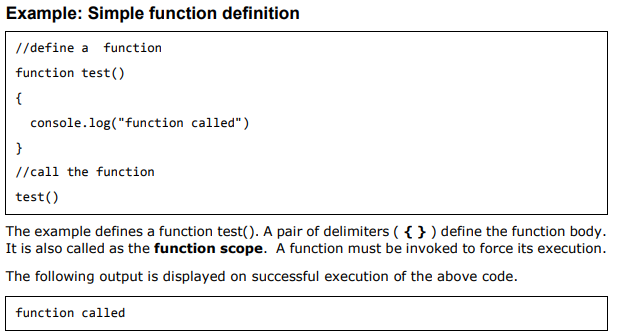 Example: Simple function definition
//define a  function
function test()
{
  console.log("function called")
}
//call the function
test()
The example defines a function test(). A pair of delimiters ( { } ) define the function body.
It is also called as the function scope.  A function must be invoked to force its execution.
The following output is displayed on successful execution of the above code.
function called